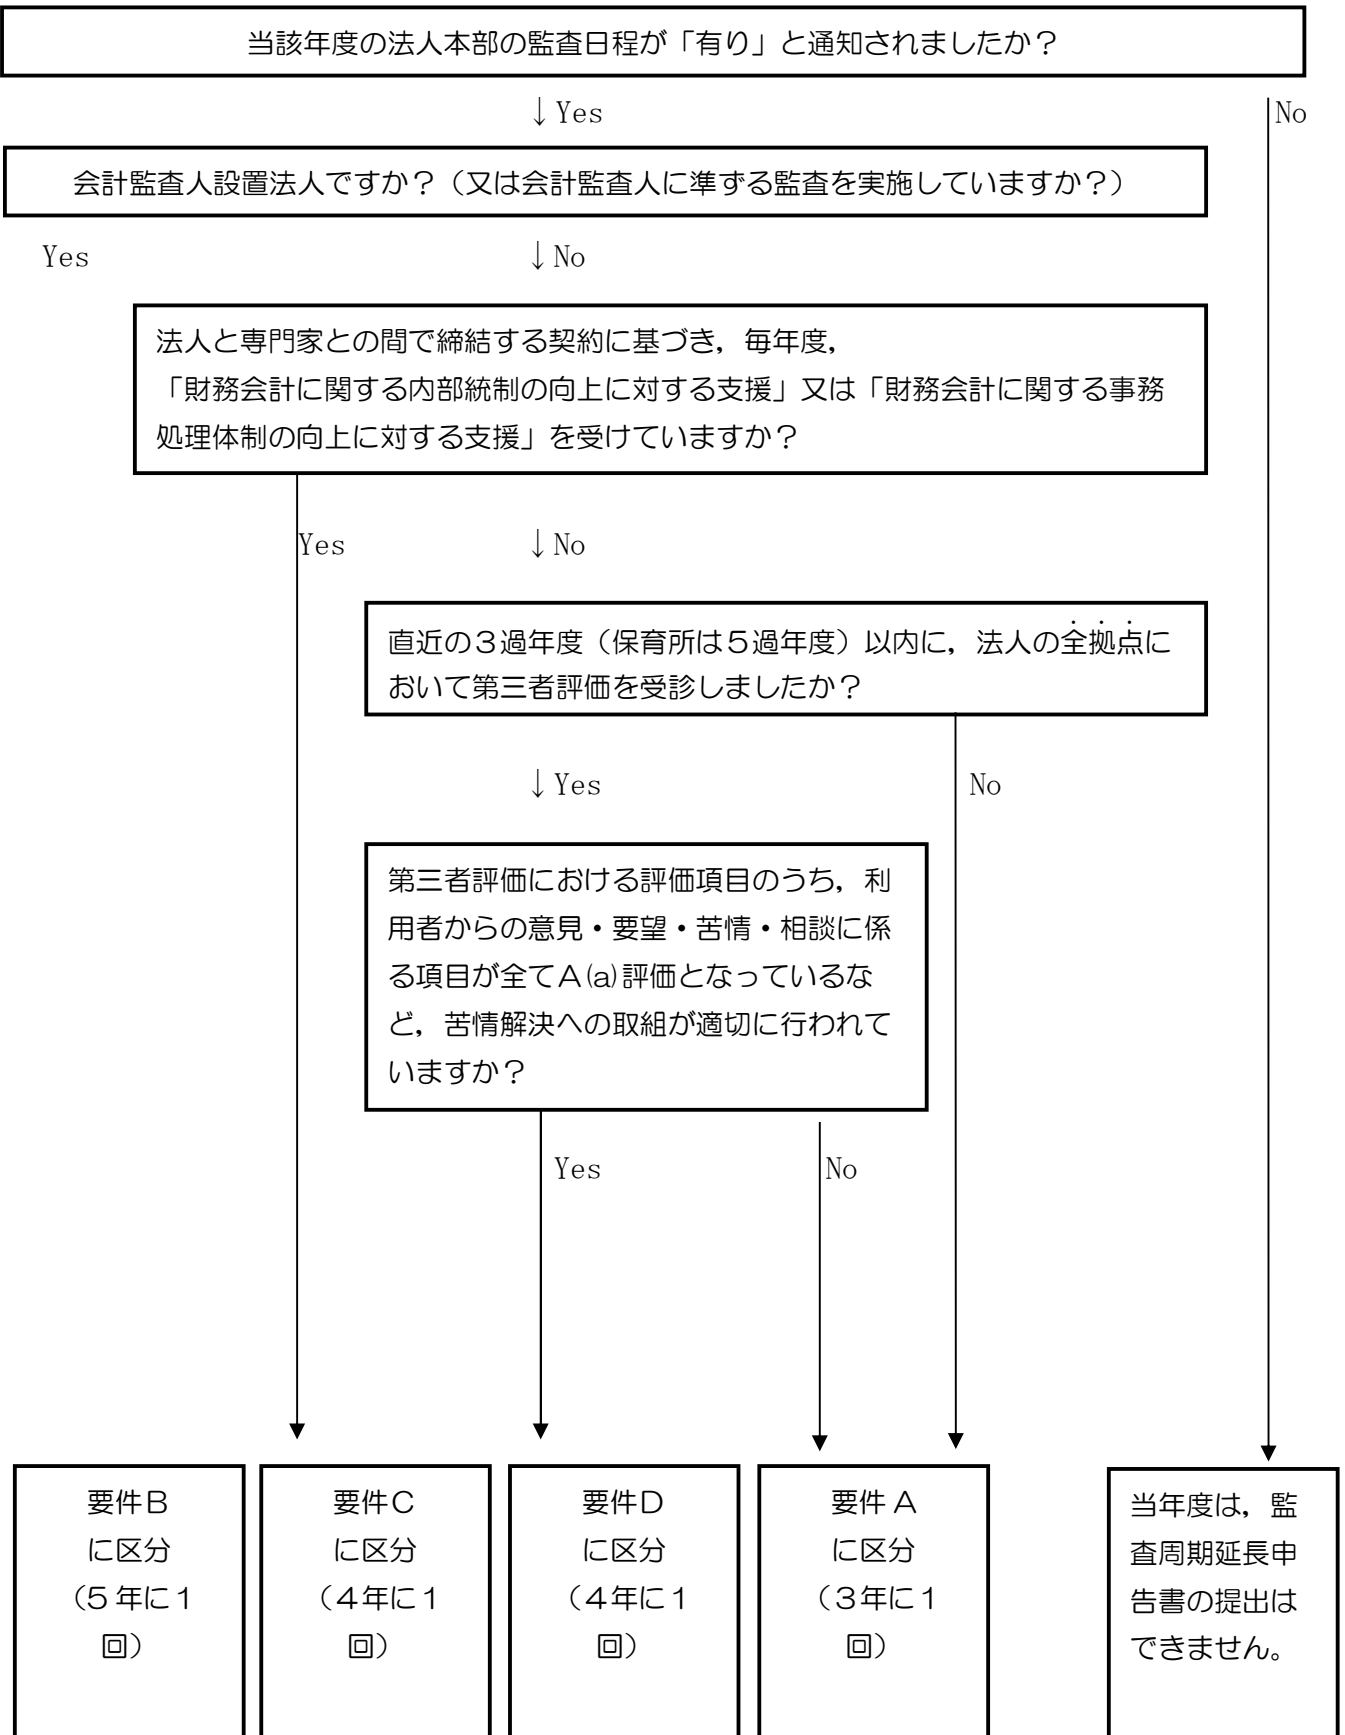 当該年度の法人本部の監査日程が「有り」と通知されましたか？
↓Yes
No
会計監査人設置法人ですか？（又は会計監査人に準ずる監査を実施していますか？）
Yes
↓No
法人と専門家との間で締結する契約に基づき，毎年度，
「財務会計に関する内部統制の向上に対する支援」又は「財務会計に関する事務
処理体制の向上に対する支援」を受けていますか？
Yes
↓No
直近の３過年度（保育所は５過年度）以内に，法人の全拠点に
おいて第三者評価を受診しましたか？
↓Yes
No
第三者評価における評価項目のうち，利
用者からの意見・要望・苦情・相談に係
る項目が全てＡ(a)評価となっているな
ど，苦情解決への取組が適切に行われて
いますか？
Yes
No
要件Ｂ
に区分
（5 年に１
回）
要件Ｃ
に区分
（４年に１
回）
要件Ｄ
に区分
（４年に１
回）
要件 A
に区分
（３年に１
回）
当年度は，監
査周期延長申
告書の提出は
できません。